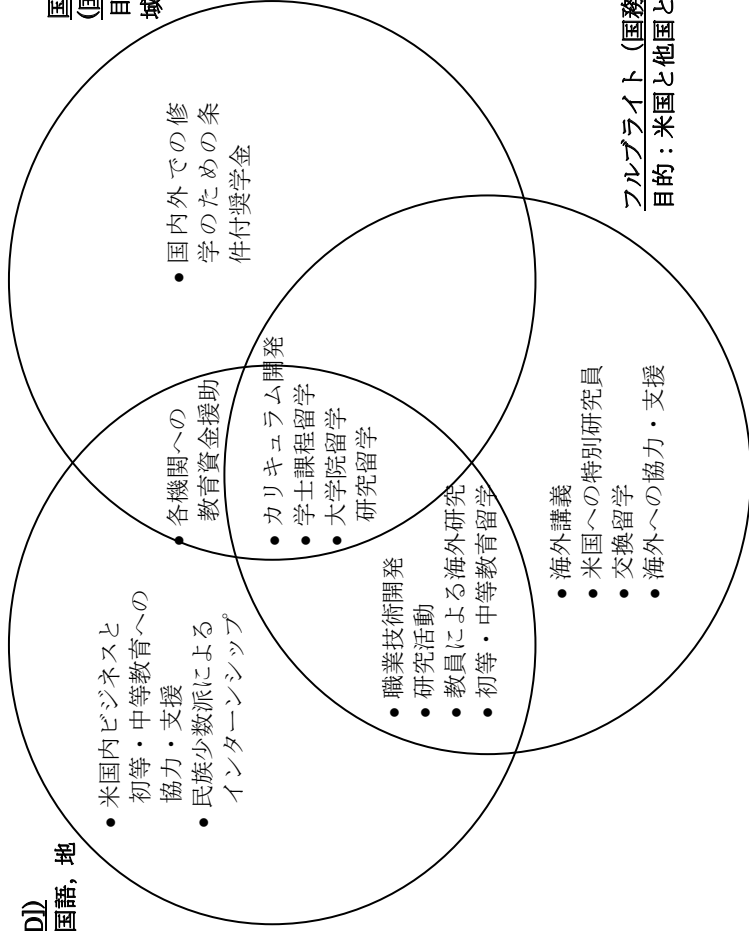 D])
国語，地
国
(国
目
域
• 米国内ビジネスと
初等・中等教育への
協力・支援
• 民族少数派による
インターンシップ
• 各機関への
教育資金援助
• 国内外での修
学のための条
件付奨学金
• カリキュラム開発
• 学士課程留学
• 大学院留学
研究留学
• 職業技術開発
• 研究活動
• 教員による海外研究
• 初等・中等教育留学
• 海外講義
• 米国への特別研究員
• 交換留学
• 海外への協力・支援
フルブライト（国務
目的：米国と他国と